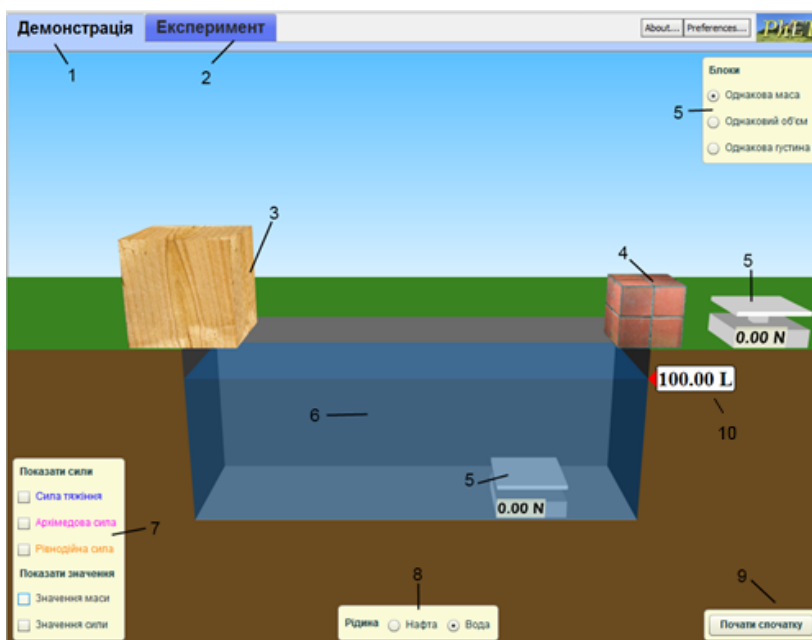 Демонстрація
Експеримент
About...
Preferences...
PhET
1
2
Блоки
Однакова маса
5
Однаковий об'єм
Однакова густина
3
4
5
0.00 N
100.00 L
6
10
5
0.00 N
Показати сили
Сила тяжіння
Архімедова сила
7
Рівнодійна сила
Показати значення
Значення маси
Значення сили
8
Рідина
Нафта
Вода
9
Почати спочатку